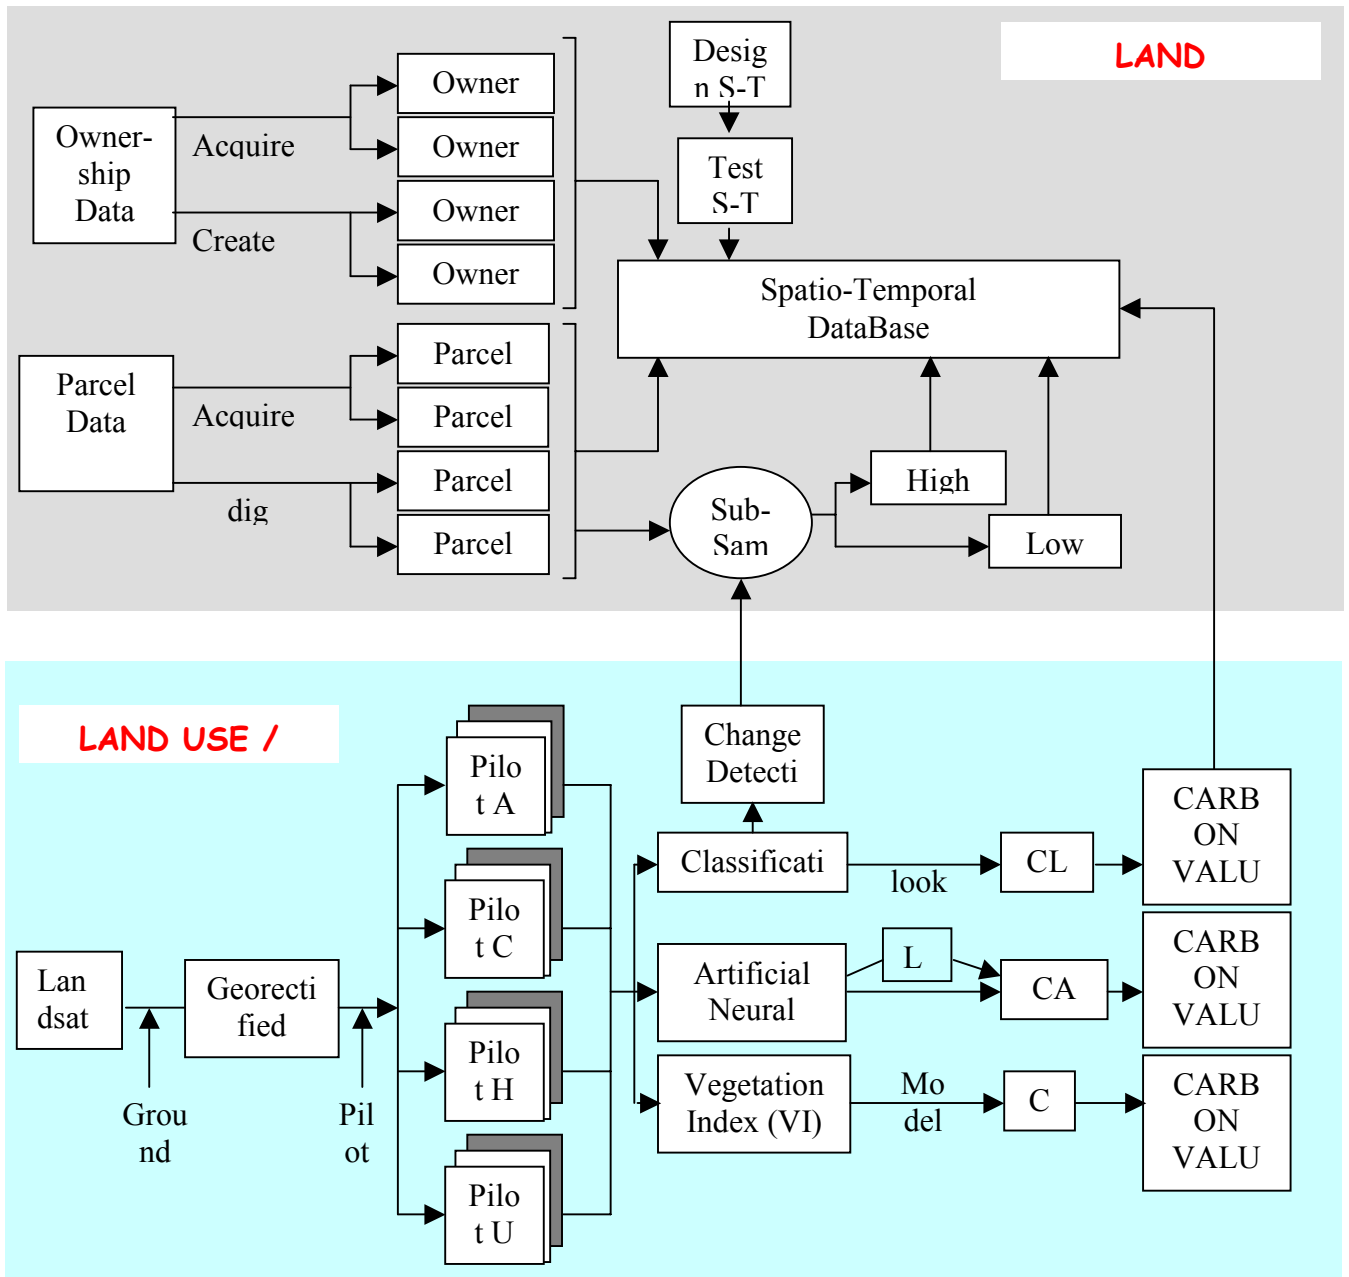 LAND
Desig
n S-T
Test
S-T
Owner-
ship
Data
Acquire
Create
Owner
Owner
Owner
Owner
Spatio-Temporal
DataBase
Parcel
Data
Acquire
dig
Parcel
Parcel
Parcel
Parcel
Sub-
Sam
High
Low
LAND USE /
Lan
dsat
Grou
nd
Georecti
fied
Pil
ot
Pilo
t A
Pilo
t C
Pilo
t H
Pilo
t U
Change
Detecti
Classificati
look
CL
CARB
ON
VALU
Artificial
Neural
L
CA
CARB
ON
VALU
Vegetation
Index (VI)
Mo
del
C
CARB
ON
VALU